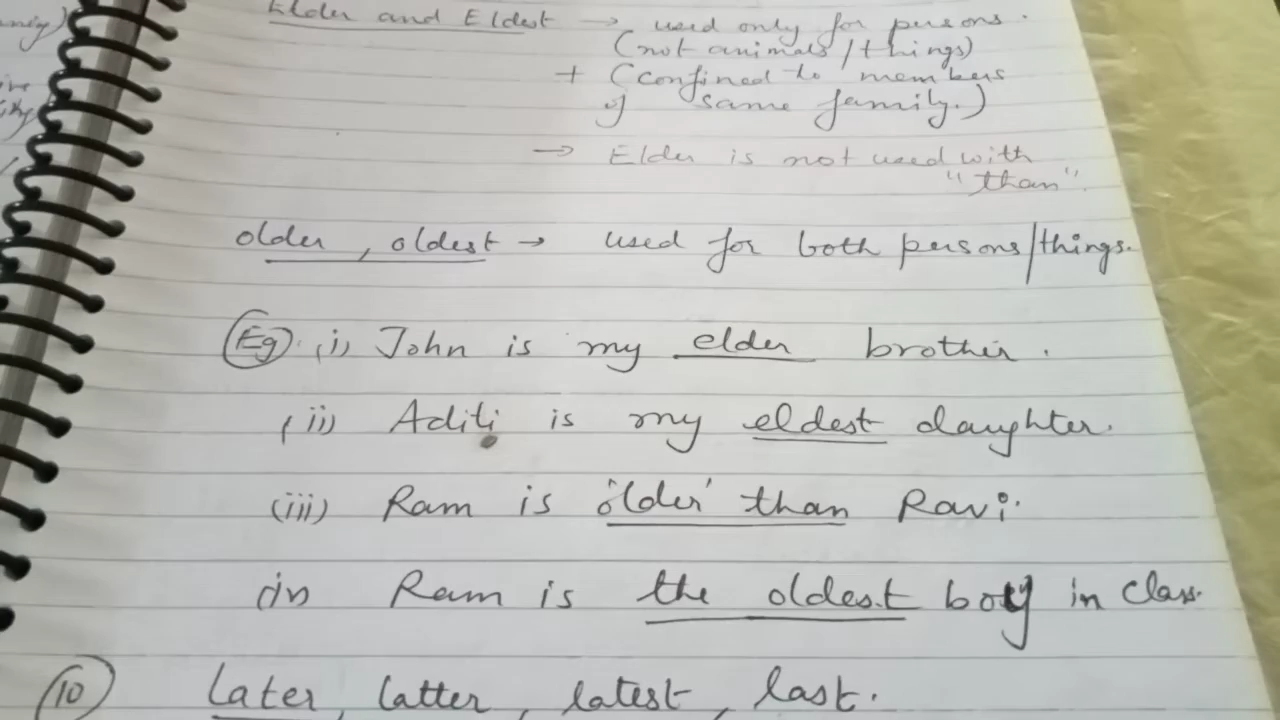 Elder and Eldest → used only for persons.
(not animals/things)
+ (confined to members
of same family.)
→ Elder is not used with
"than".
older, oldest → used for both persons/things.
Eg. (i) John is my elder brother.
(ii) Aditi is my eldest daughter.
(iii) Ram is 'older' than Ravi.
(iv) Ram is the oldest boy in class.
(10) Later, latter, latest, last.